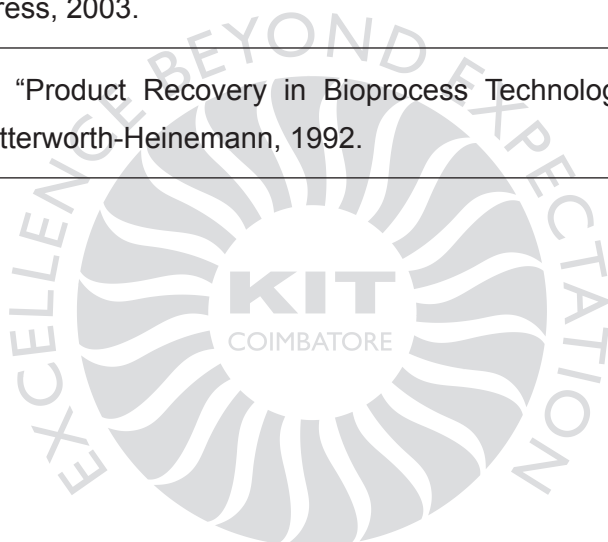 ress, 2003.
“Product Recovery in Bioprocess Technolog
tterworth-Heinemann, 1992.
EXCELLENCE BEYOND EXPECTATION
KIT
COIMBATORE